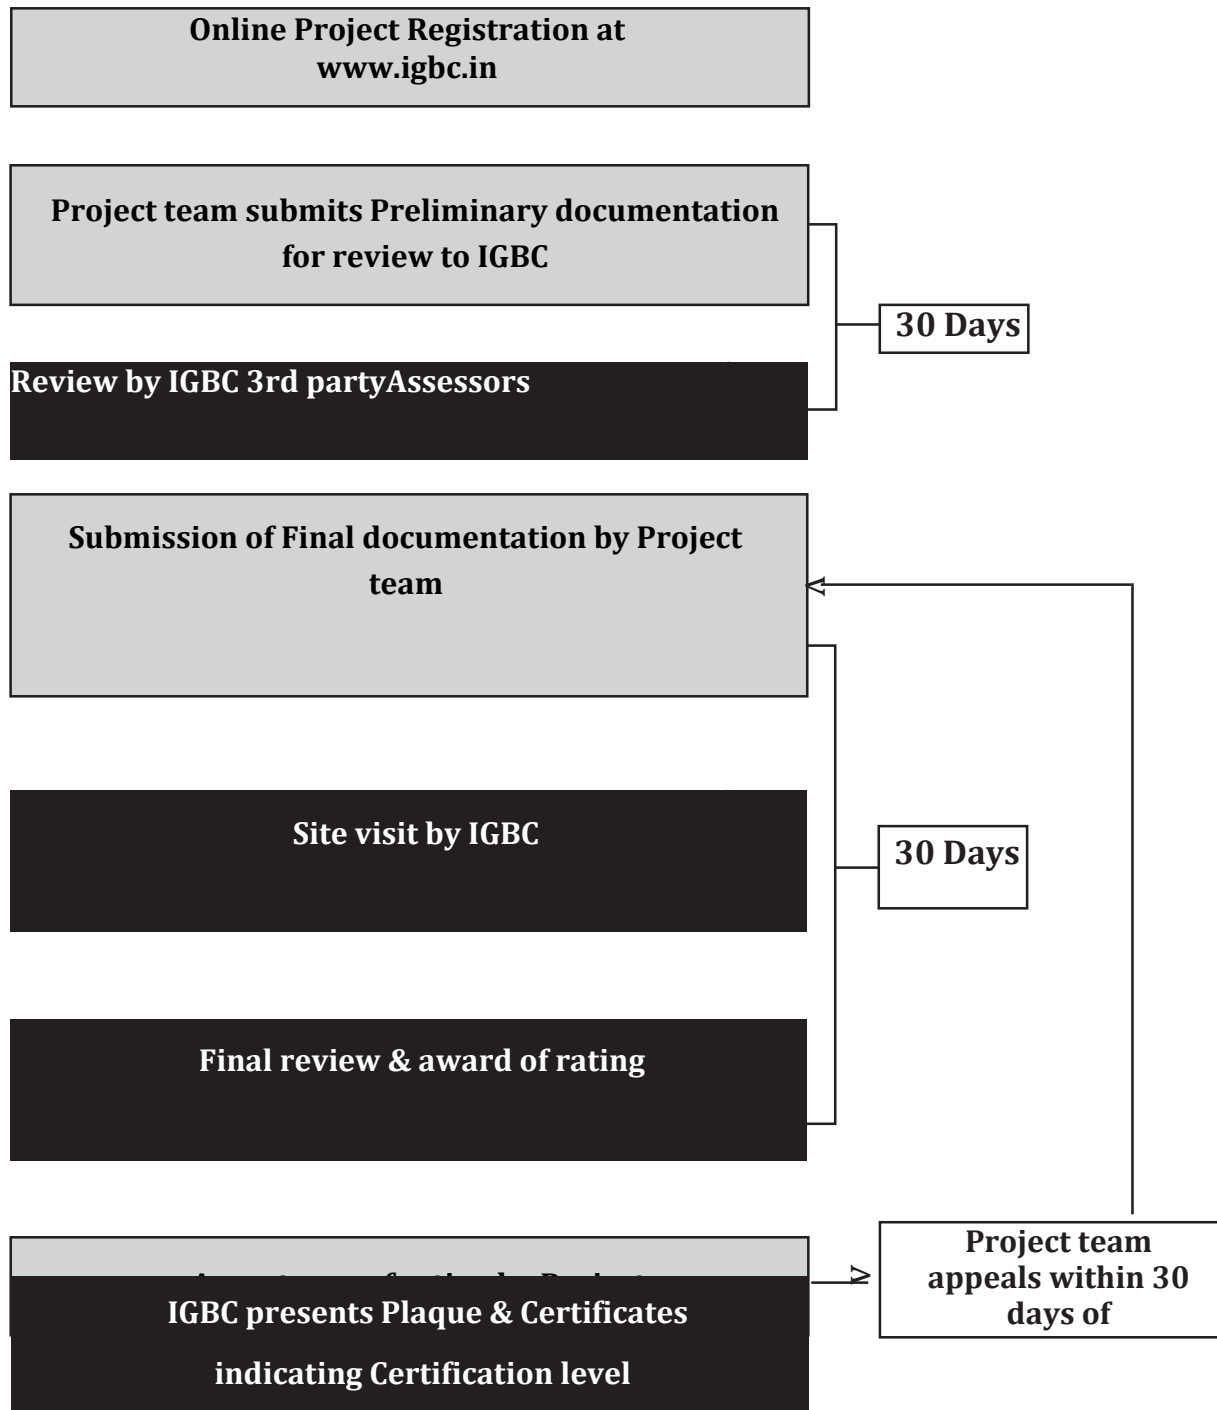 Online Project Registration at
www.igbc.in
Project team submits Preliminary documentation
for review to IGBC
30 Days
Review by IGBC 3rd partyAssessors
Submission of Final documentation by Project
team
Site visit by IGBC
30 Days
Final review & award of rating
IGBC presents Plaque & Certificates
indicating Certification level
Project team
appeals within 30
days of